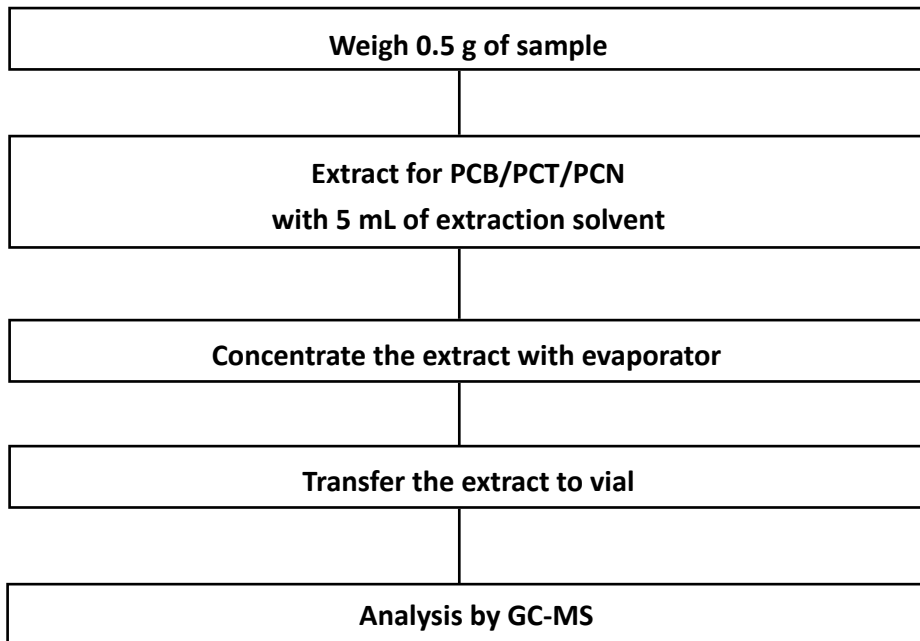 Weigh 0.5 g of sample
Extract for PCB/PCT/PCN
with 5 mL of extraction solvent
Concentrate the extract with evaporator
Transfer the extract to vial
Analysis by GC-MS